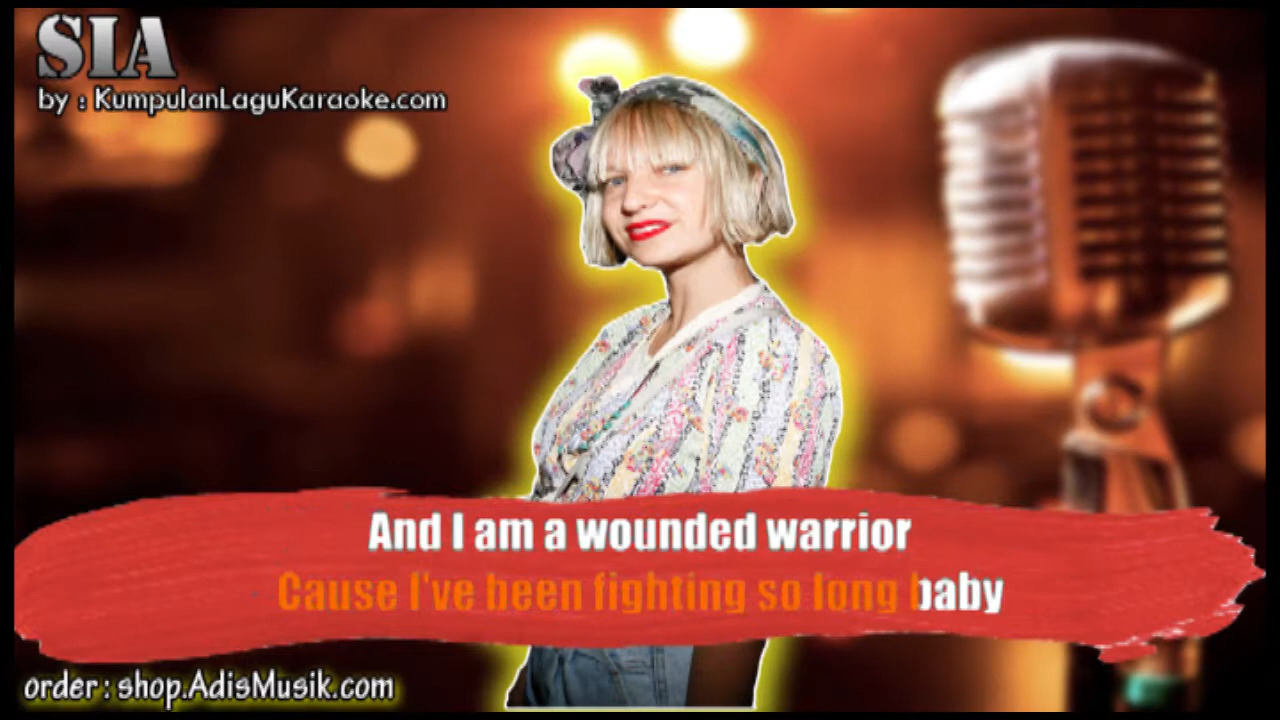 SIA
by : KumpulanLaguKaraoke.com
And I am a wounded warrior
Cause I've been fighting so long baby
order : shop.AdisMusik.com